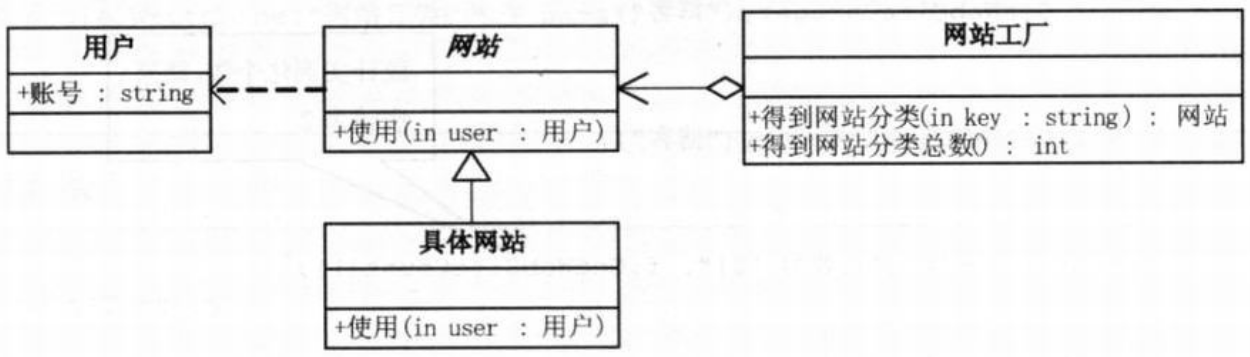 用户
+账号 : string
网站
+使用(in user : 用户)
网站工厂
+得到网站分类(in key : string) : 网站
+得到网站分类总数() : int
具体网站
+使用(in user : 用户)